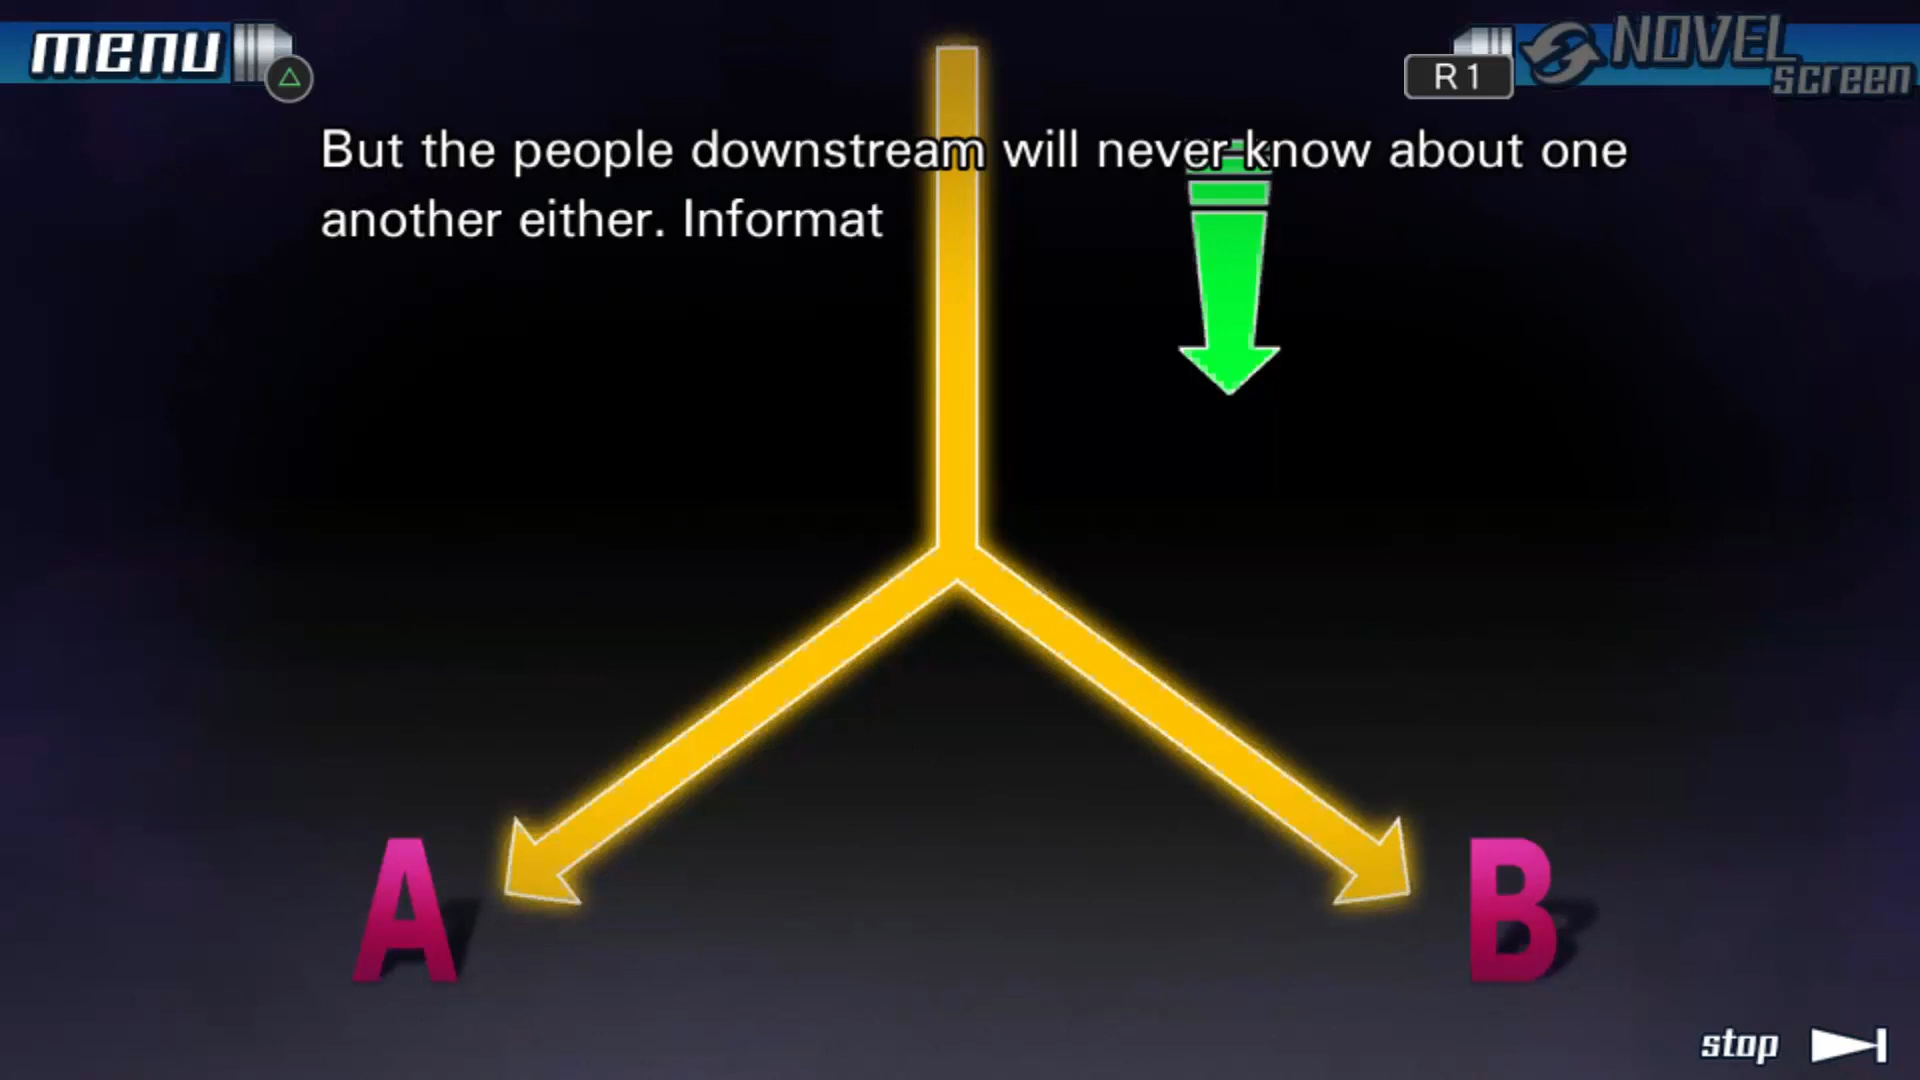 menu
R1
NOVEL
screen
But the people downstream will never know about one
another either. Informat
A
B
stop